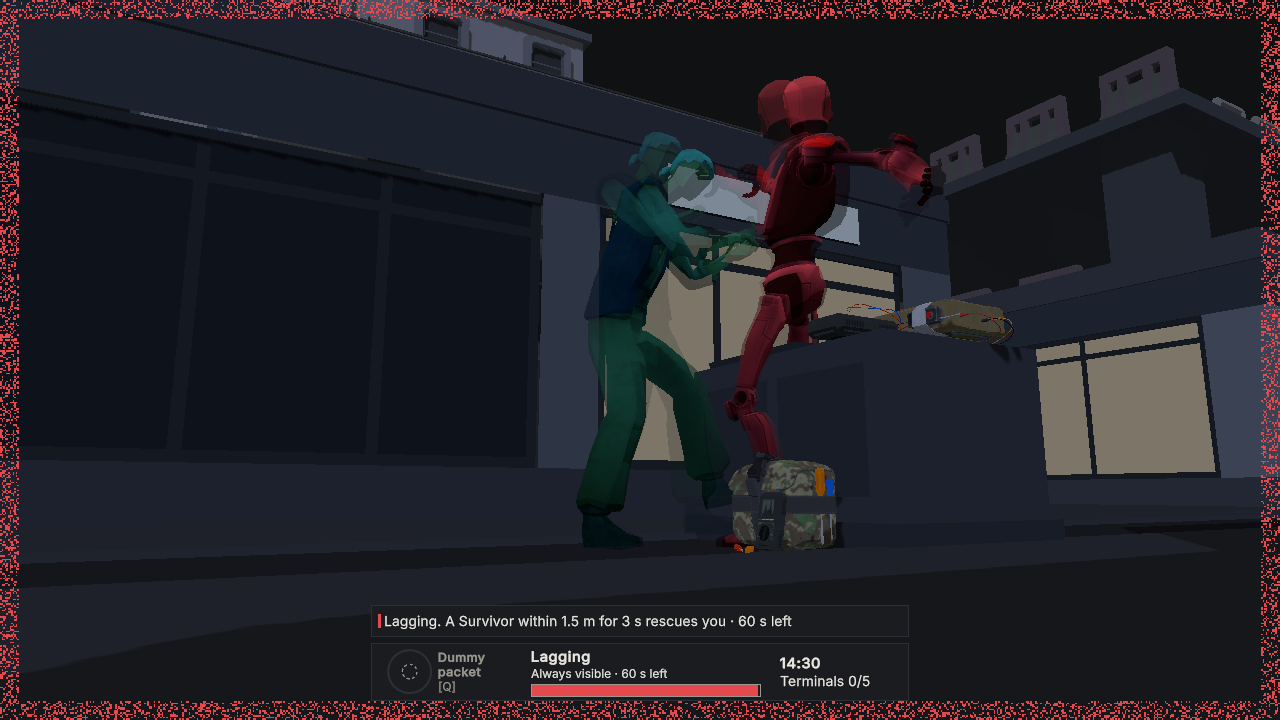 Lagging. A Survivor within 1.5 m for 3 s rescues you · 60 s left
Dummy
packet
[Q]
Lagging
Always visible · 60 s left
14:30
Terminals 0/5